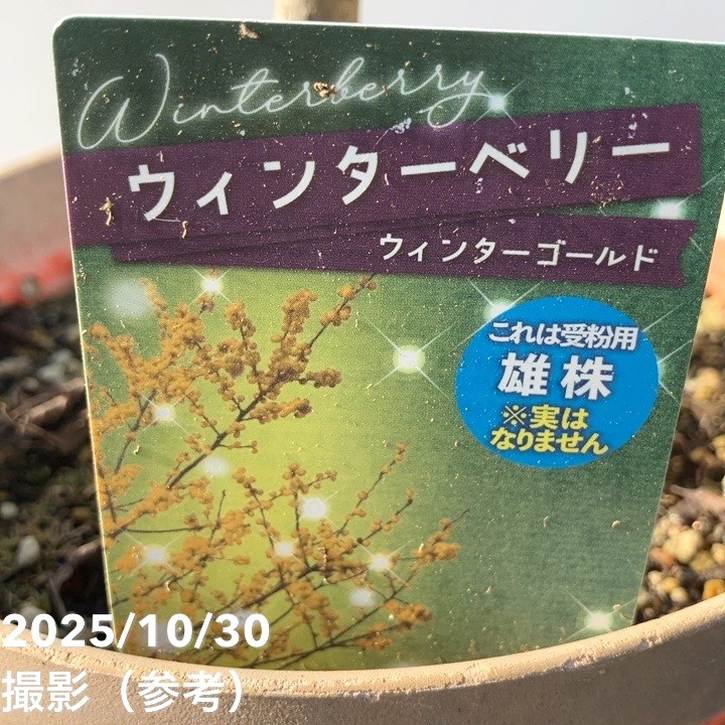 Winterberry
ウィンターベリー
ウィンターゴールド
これは受粉用
雄株
※実は
なりません
2025/10/30
撮影（参考）